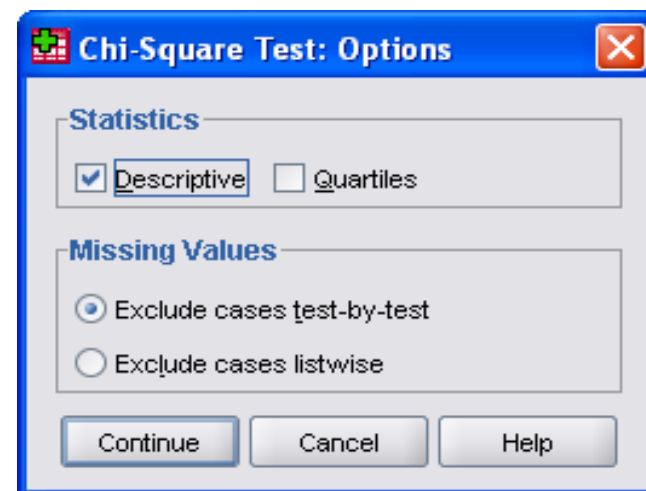 Chi-Square Test: Options
Statistics
Descriptive Quartiles
Missing Values
Exclude cases test-by-test
Exclude cases listwise
Continue Cancel Help